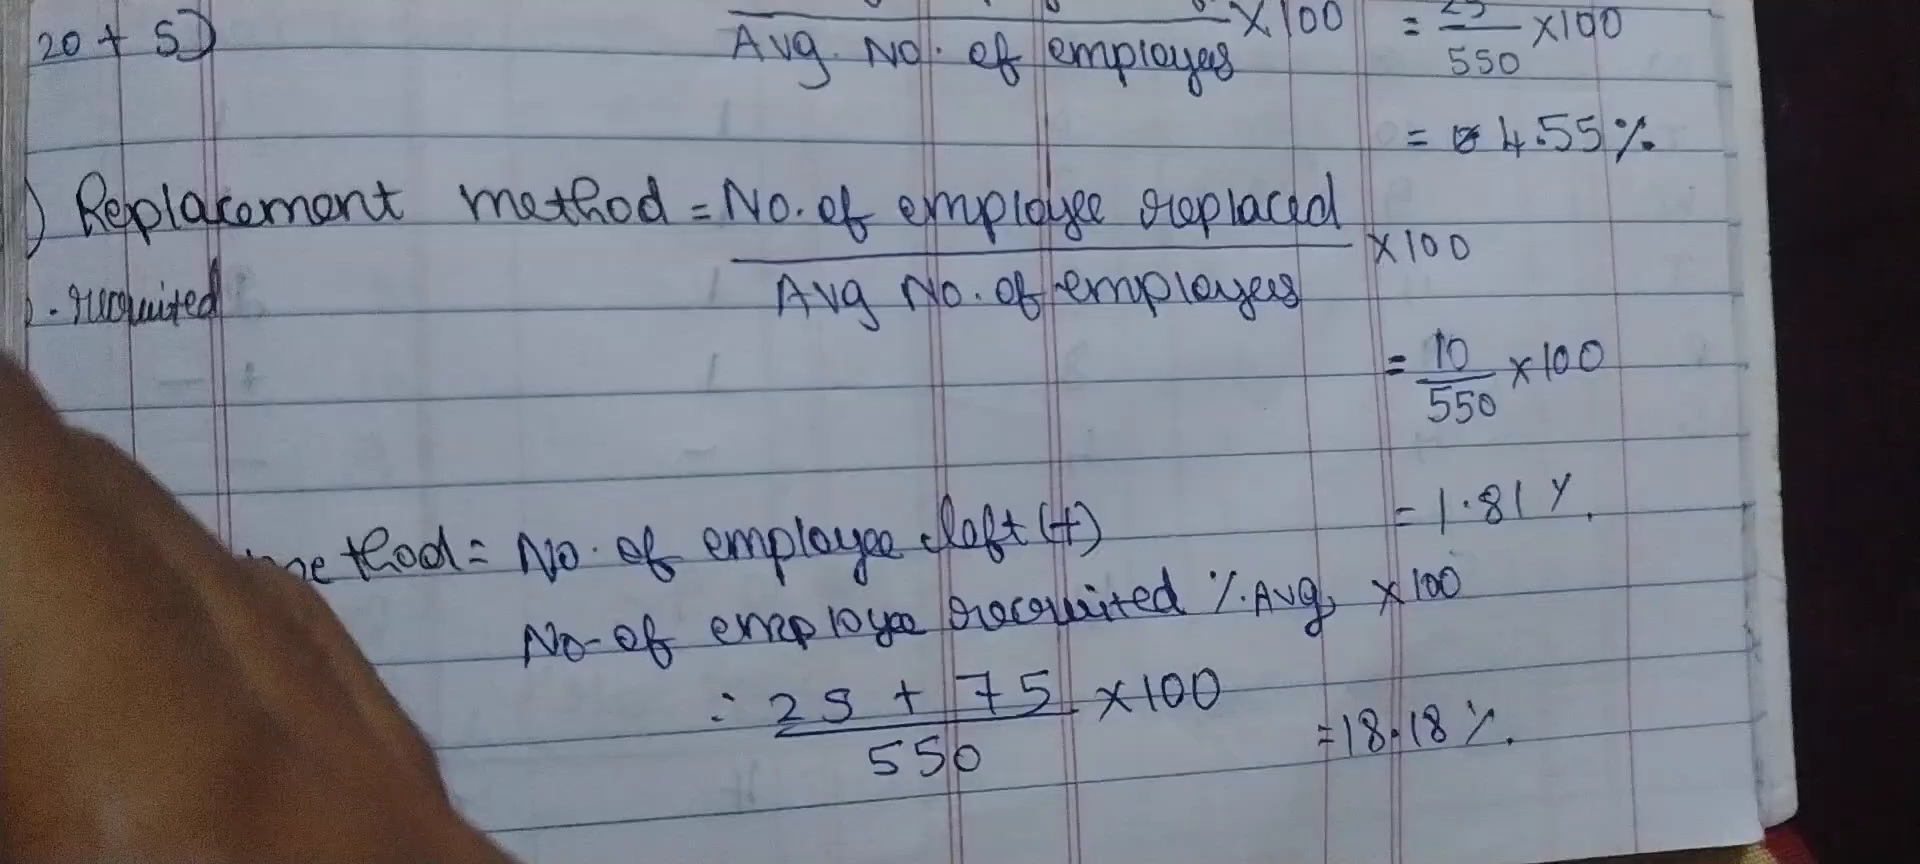 20 + 5)
×100
= 25/550 ×100
Avg. No. of employees
= 4.55%
) Replacement method = No. of employee replaced
×100
Avg No. of employees
. recquited
= 10/550 ×100
= 1.81%
method = No. of employee left (+)
No-of employee recquited % Avg, ×100
= 25 + 75 ×100
550
= 18.18%.